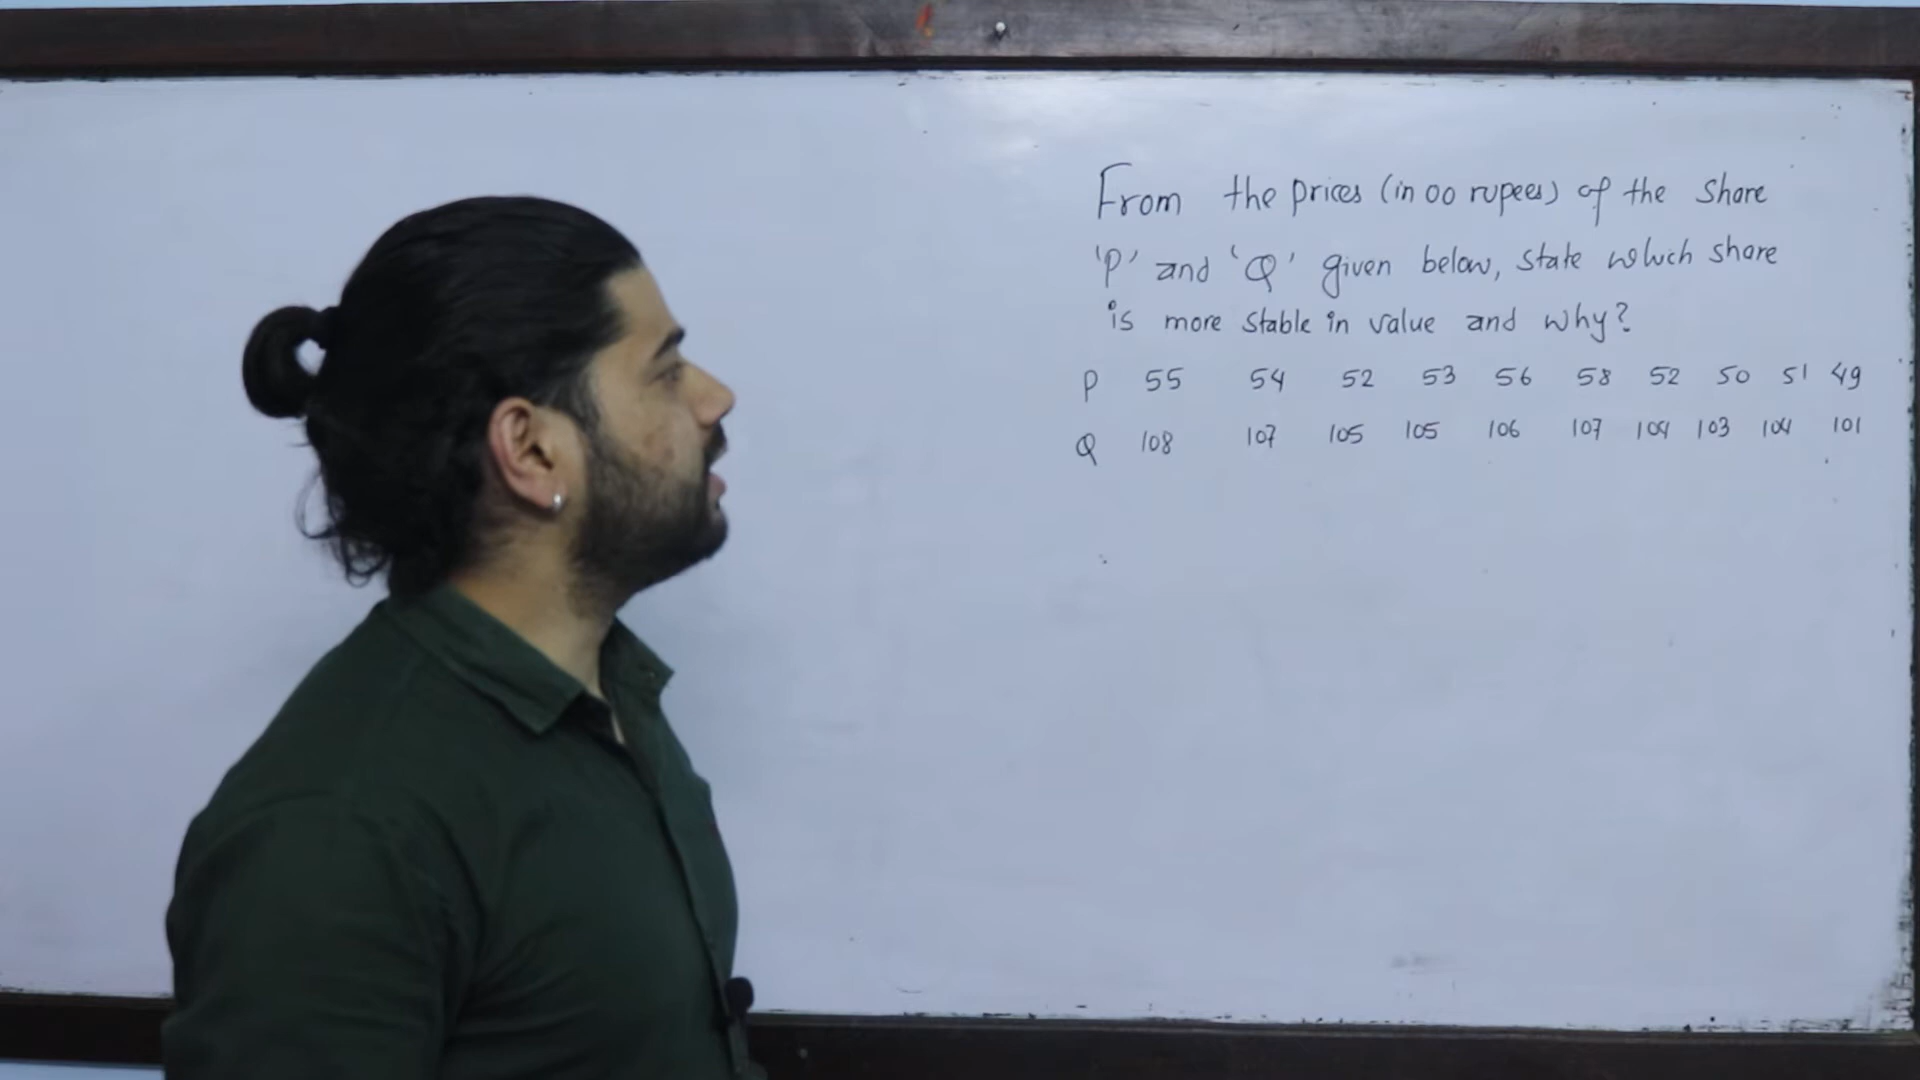 From the prices (in 00 rupees) of the share
'P' and 'Q' given below, state which share
is more stable in value and why?
P 55 54 52 53 56 58 52 50 51 49
Q 108 107 105 105 106 107 104 103 104 101